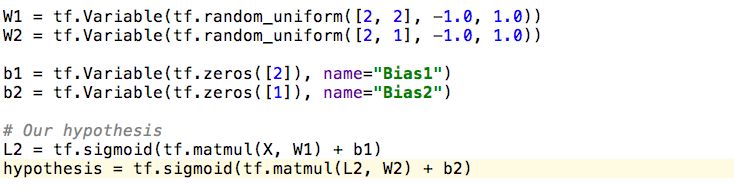 W1 = tf.Variable(tf.random_uniform([2, 2], -1.0, 1.0))
W2 = tf.Variable(tf.random_uniform([2, 1], -1.0, 1.0))
b1 = tf.Variable(tf.zeros([2]), name="Bias1")
b2 = tf.Variable(tf.zeros([1]), name="Bias2")
# Our hypothesis
L2 = tf.sigmoid(tf.matmul(X, W1) + b1)
hypothesis = tf.sigmoid(tf.matmul(L2, W2) + b2)